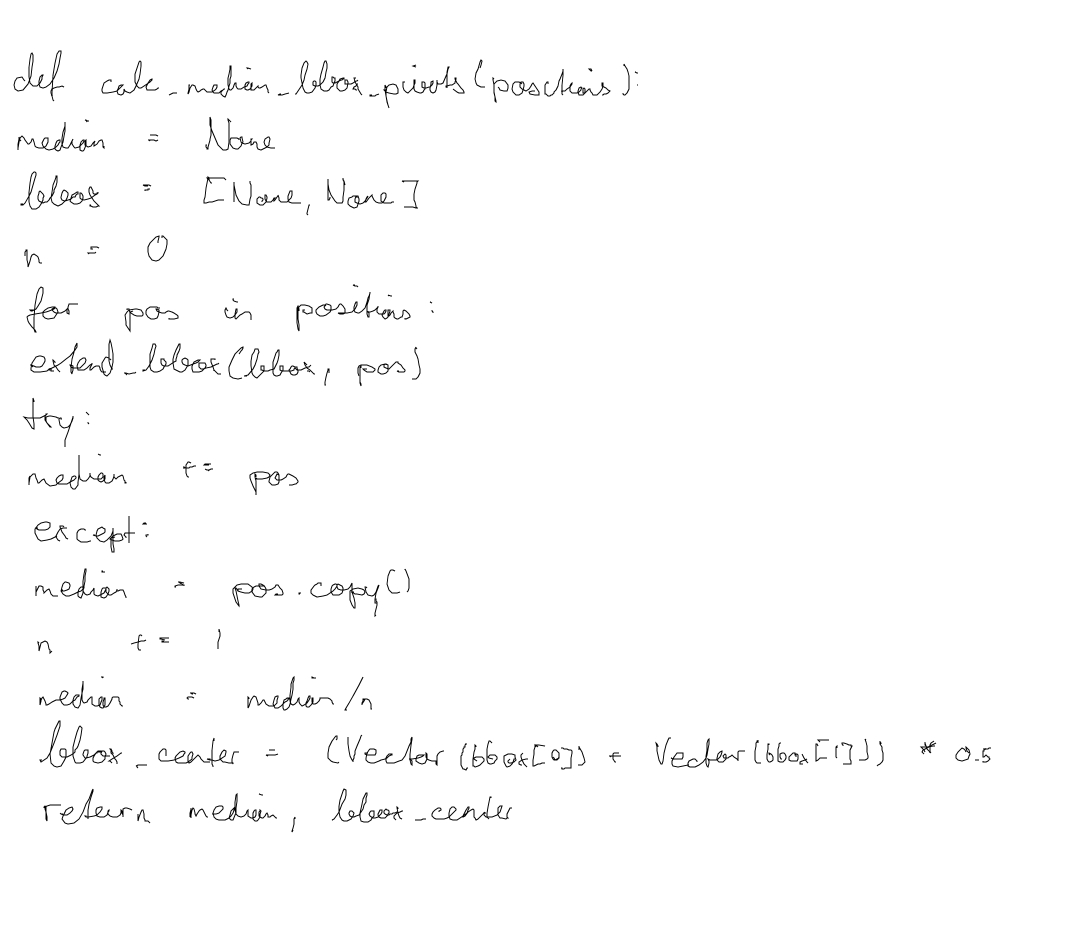 def calc_median_bbox_pivots(positions):
median = None
bbox = [None, None]
n = 0
for pos in positions:
extend_bbox(bbox, pos)
try:
median += pos
except:
median = pos.copy()
n += 1
median = median/n
bbox_center = (Vector(bbox[0]) + Vector(bbox[1])) * 0.5
return median, bbox_center